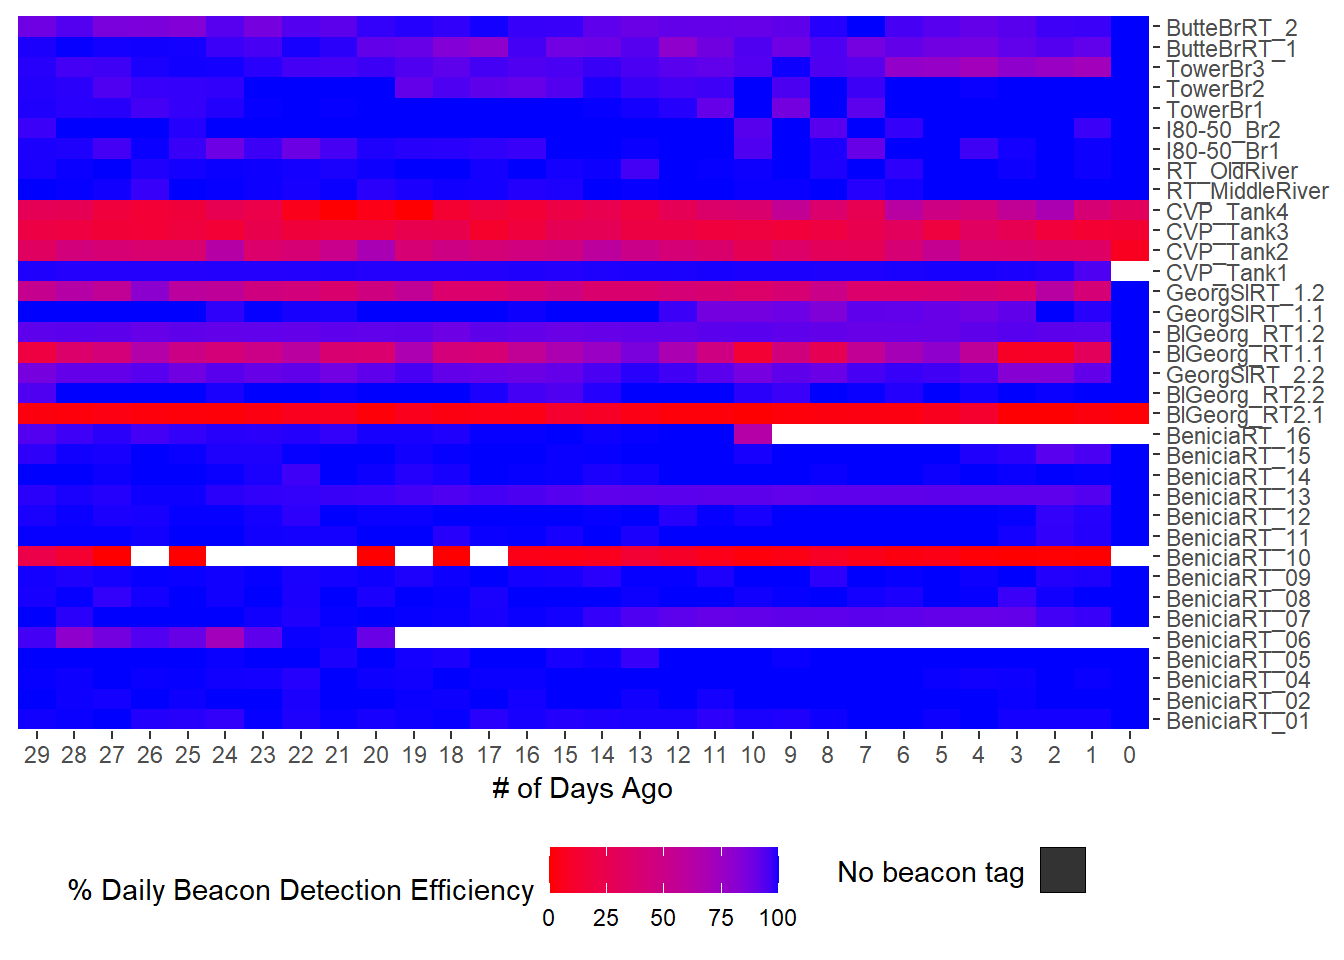 ButteBrRT_2
ButteBrRT_1
TowerBr3
TowerBr2
TowerBr1
I80-50_Br2
I80-50_Br1
RT_OldRiver
RT_MiddleRiver
CVP_Tank4
CVP_Tank3
CVP_Tank2
CVP_Tank1
GeorgSlRT_1.2
GeorgSlRT_1.1
BlGeorg_RT1.2
BlGeorg_RT1.1
GeorgSlRT_2.2
BlGeorg_RT2.2
BlGeorg_RT2.1
BeniciaRT_16
BeniciaRT_15
BeniciaRT_14
BeniciaRT_13
BeniciaRT_12
BeniciaRT_11
BeniciaRT_10
BeniciaRT_09
BeniciaRT_08
BeniciaRT_07
BeniciaRT_06
BeniciaRT_05
BeniciaRT_04
BeniciaRT_02
BeniciaRT_01
29 28 27 26 25 24 23 22 21 20 19 18 17 16 15 14 13 12 11 10 9 8 7 6 5 4 3 2 1 0
# of Days Ago
% Daily Beacon Detection Efficiency
0 25 50 75 100
No beacon tag